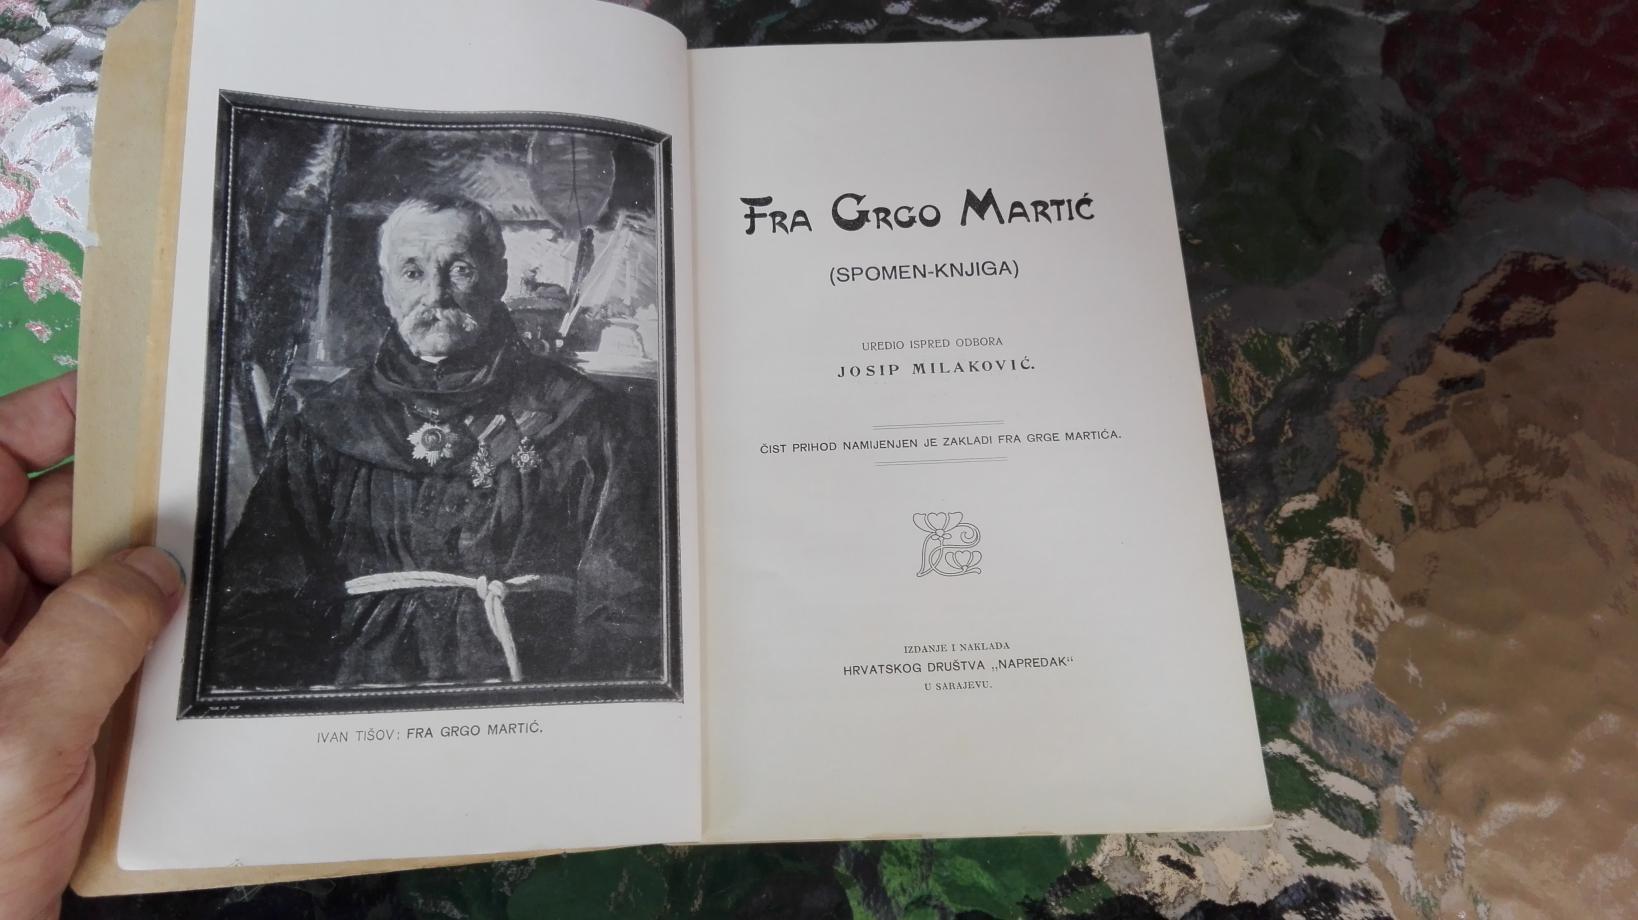 IVAN TIŠOV: FRA GRGO MARTIĆ.
FRA GRGO MARTIĆ
(SPOMEN-KNJIGA)
UREDIO ISPRED ODBORA
JOSIP MILAKOVIĆ.
ČIST PRIHOD NAMIJENJEN JE ZAKLADI FRA GRGE MARTIĆA.
IZDANJE I NAKLADA
HRVATSKOG DRUŠTVA „NAPREDAK“
U SARAJEVU.